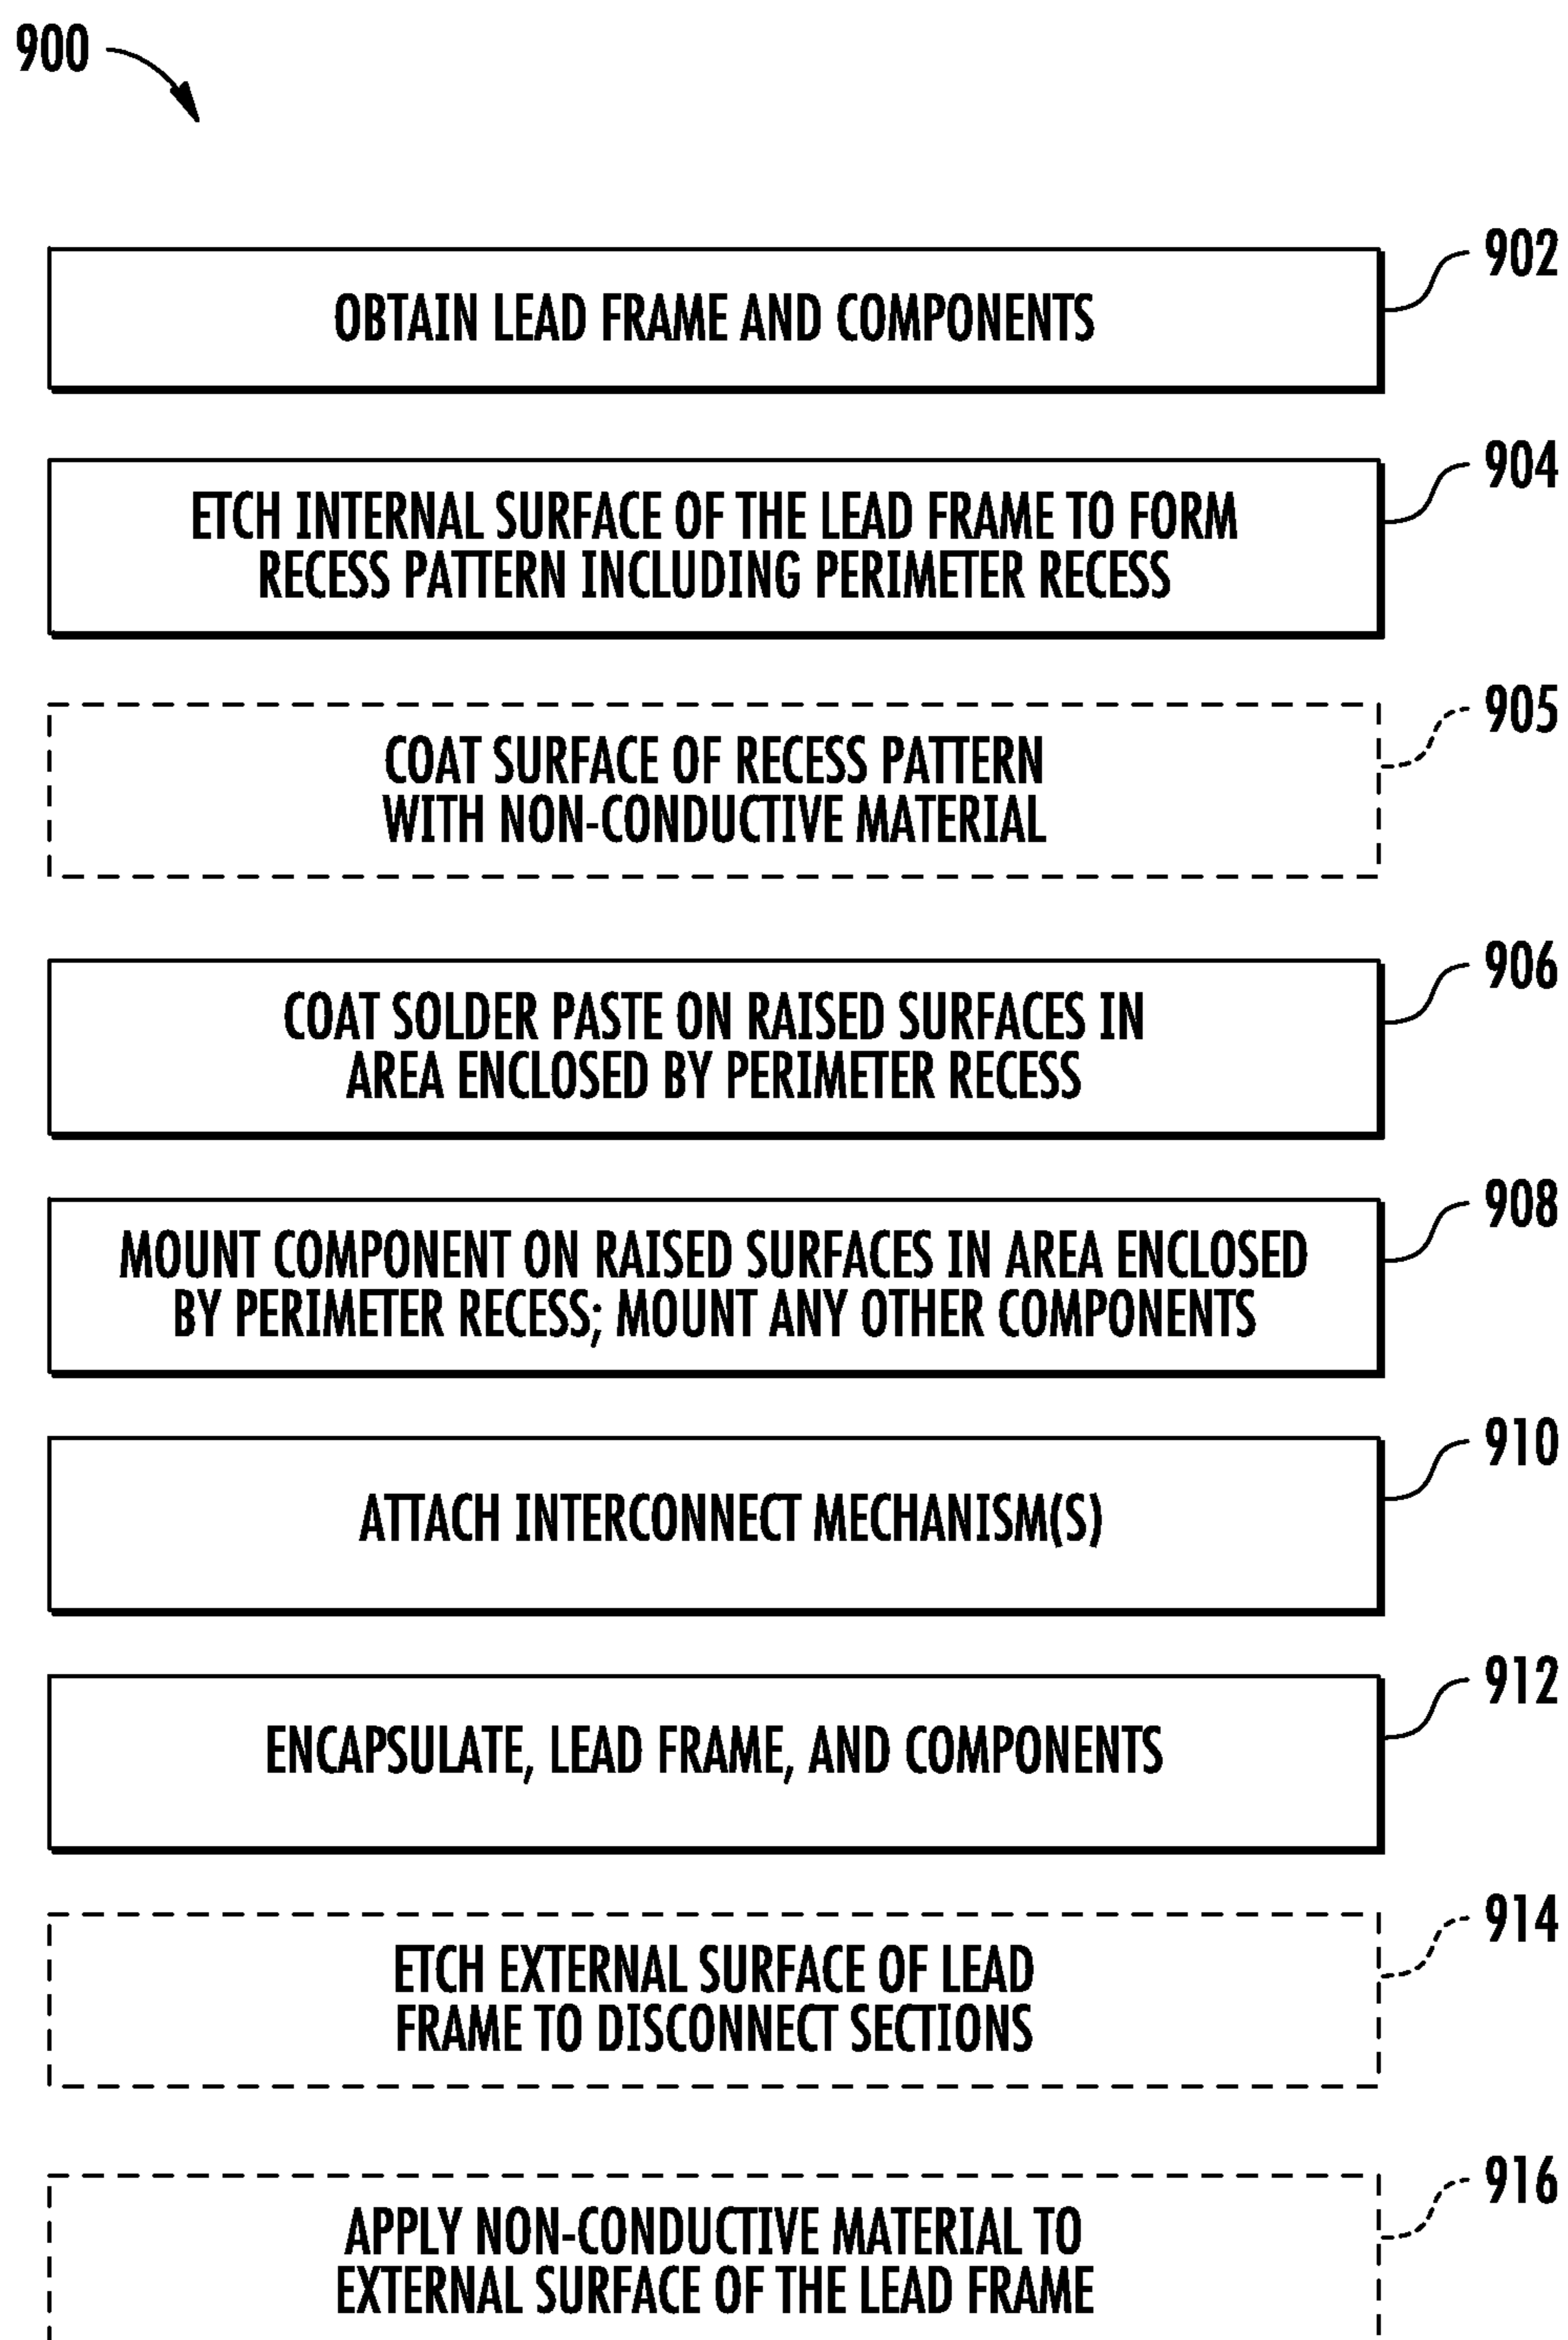 900
902
OBTAIN LEAD FRAME AND COMPONENTS
904
ETCH INTERNAL SURFACE OF THE LEAD FRAME TO FORM
RECESS PATTERN INCLUDING PERIMETER RECESS
905
COAT SURFACE OF RECESS PATTERN
WITH NON-CONDUCTIVE MATERIAL
906
COAT SOLDER PASTE ON RAISED SURFACES IN
AREA ENCLOSED BY PERIMETER RECESS
908
MOUNT COMPONENT ON RAISED SURFACES IN AREA ENCLOSED
BY PERIMETER RECESS; MOUNT ANY OTHER COMPONENTS
910
ATTACH INTERCONNECT MECHANISM(S)
912
ENCAPSULATE, LEAD FRAME, AND COMPONENTS
914
ETCH EXTERNAL SURFACE OF LEAD
FRAME TO DISCONNECT SECTIONS
916
APPLY NON-CONDUCTIVE MATERIAL TO
EXTERNAL SURFACE OF THE LEAD FRAME